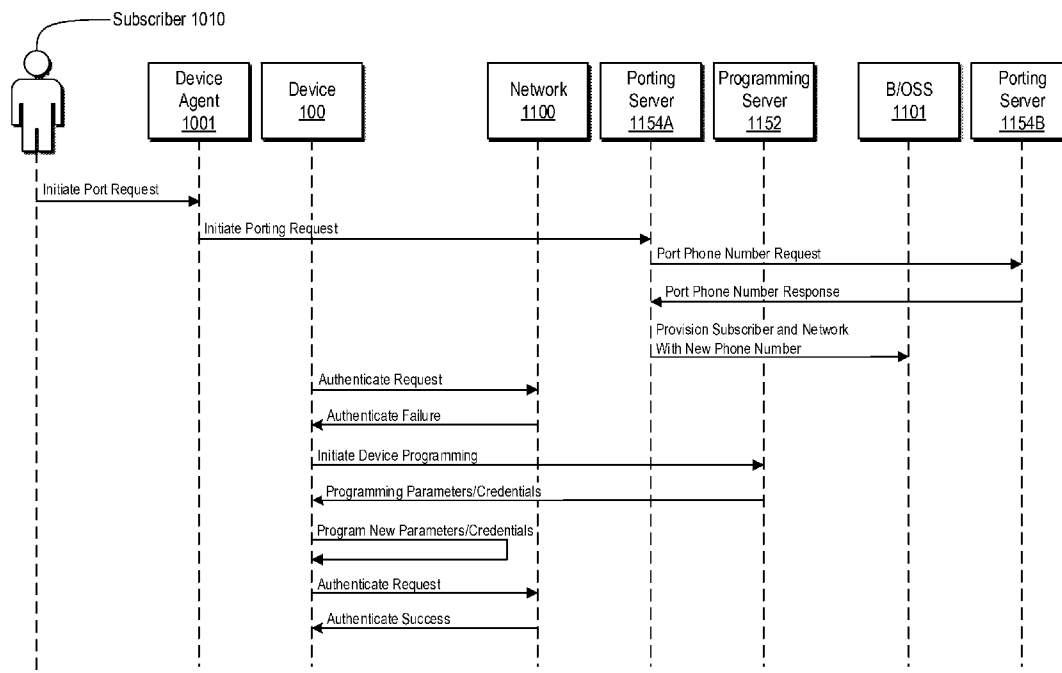 Subscriber 1010
Device
Agent
1001
Device
100
Network
1100
Porting
Server
1154A
Programming
Server
1152
B/OSS
1101
Porting
Server
1154B
Initiate Port Request
Initiate Porting Request
Port Phone Number Request
Port Phone Number Response
Provision Subscriber and Network
With New Phone Number
Authenticate Request
Authenticate Failure
Initiate Device Programming
Programming Parameters/Credentials
Program New Parameters/Credentials
Authenticate Request
Authenticate Success